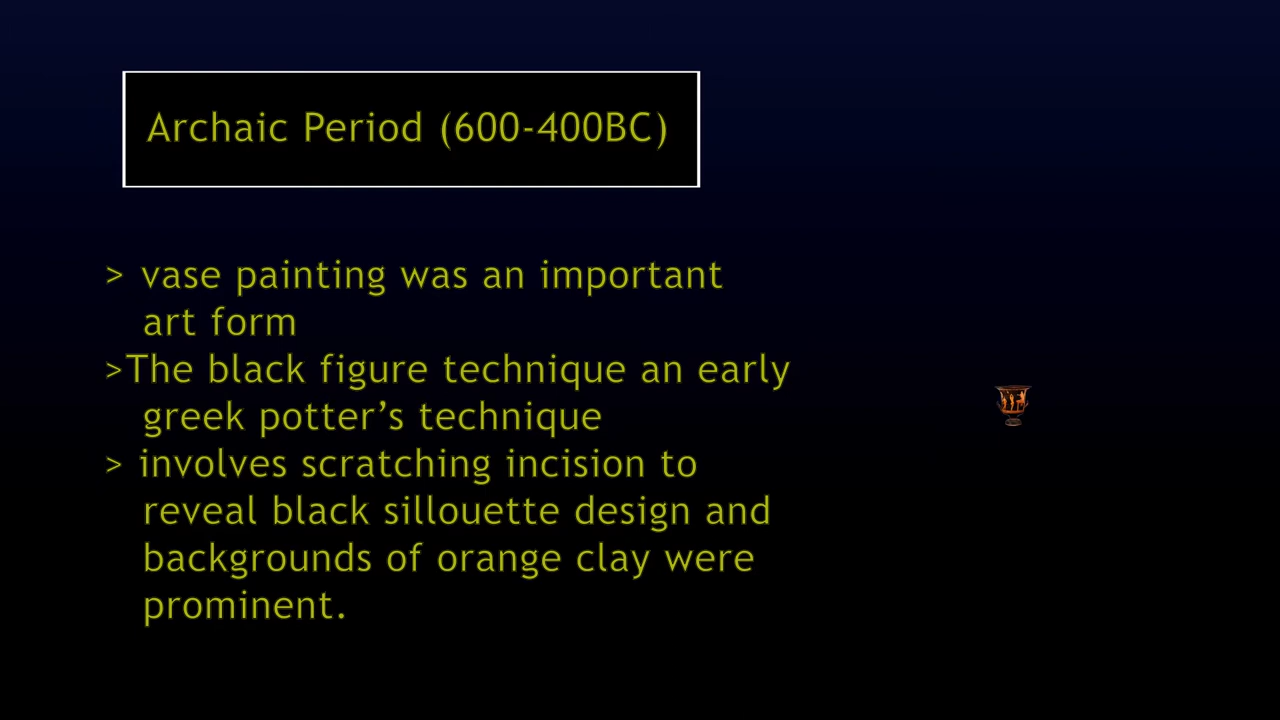 Archaic Period (600-400BC)
> vase painting was an important
art form
>The black figure technique an early
greek potter’s technique
> involves scratching incision to
reveal black sillouette design and
backgrounds of orange clay were
prominent.